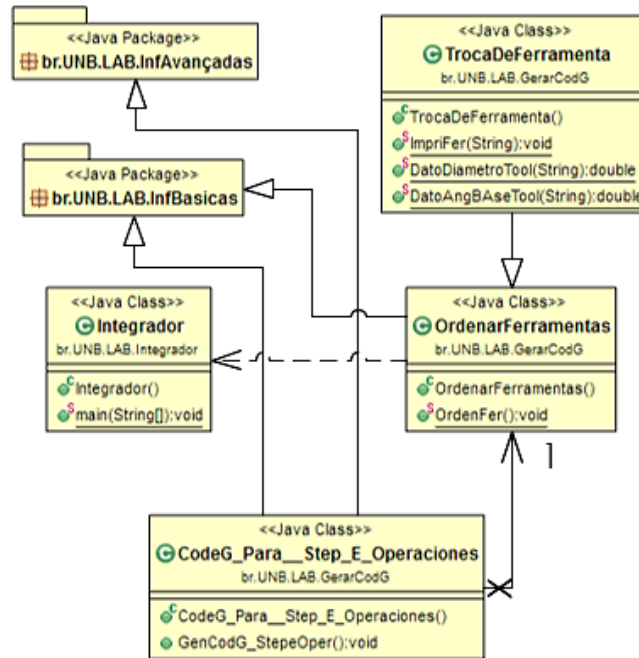 <<Java Package>>
br.UNB.LAB.InfAvançadas
<<Java Package>>
br.UNB.LAB.InfBasicas
<<Java Class>>
TrocaDeFerramenta
br.UNB.LAB.GerarCodG
TrocaDeFerramenta()
ImpriFer(String):void
DatoDiametroTool(String):double
DatoAngBAseTool(String):double
<<Java Class>>
Integrador
br.UNB.LAB.Integrador
Integrador()
main(String[]):void
<<Java Class>>
OrdenarFerramentas
br.UNB.LAB.GerarCodG
OrdenarFerramentas()
OrdenFer():void
1
<<Java Class>>
CodeG_Para__Step_E_Operaciones
br.UNB.LAB.GerarCodG
CodeG_Para__Step_E_Operaciones()
GenCodG_StepeOper():void